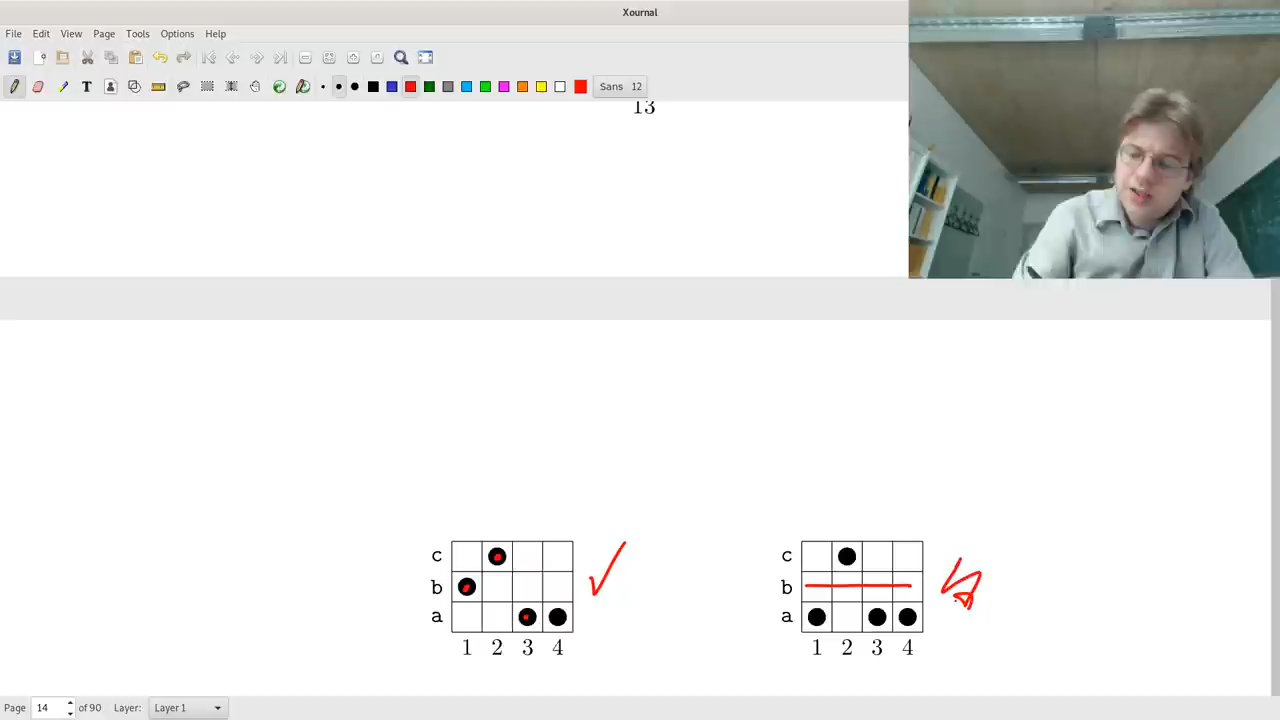 Xournal
File Edit View Page Tools Options Help
T Sans 12
13
c
b
a
1 2 3 4
c
b
a
1 2 3 4
Page 14 of 90 Layer: Layer 1